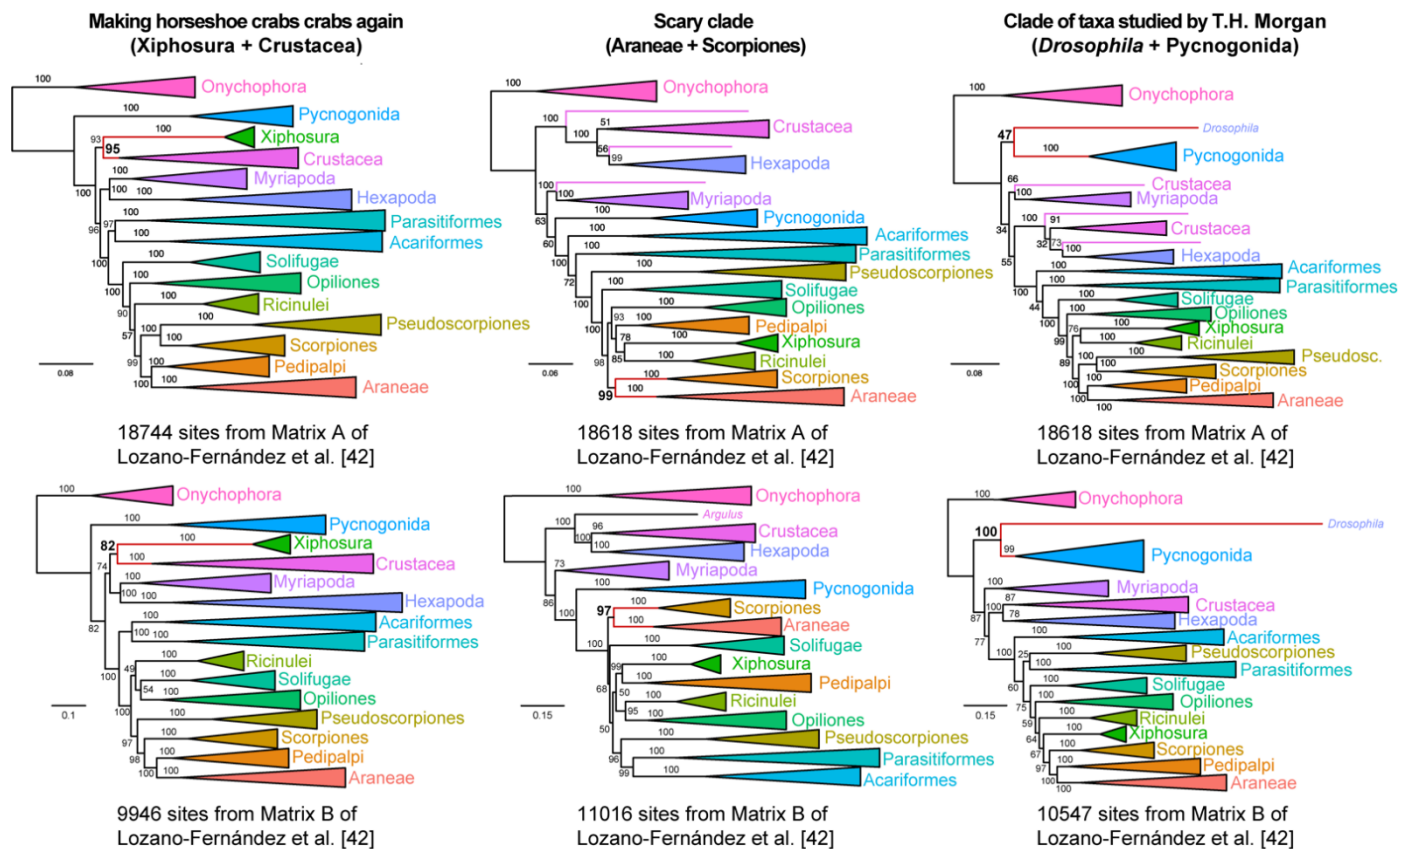 Making horseshoe crabs crabs again
(Xiphosura + Crustacea)
100
Onychophora
100
Pycnogonida
93
100
Xiphosura
95
Crustacea
100
100
Myriapoda
100
100
Hexapoda
96
97
100
Parasitiformes
100
Acariformes
100
100
Solifugae
100
Opiliones
90
100
Ricinulei
57
100
Pseudoscorpiones
100
100
Scorpiones
99
100
Pedipalpi
100
100
Araneae
0.08
18744 sites from Matrix A of
Lozano-Fernández et al. [42]
Scary clade
(Araneae + Scorpiones)
100
Onychophora
51
100
Crustacea
56
99
Hexapoda
100
100
Myriapoda
63
100
Pycnogonida
60
100
Acariformes
100
Parasitiformes
72
100
Pseudoscorpiones
100
100
Solifugae
100
Opiliones
93
100
Pedipalpi
78
100
Xiphosura
98
85
100
Ricinulei
100
Scorpiones
99
100
Araneae
0.06
18618 sites from Matrix A of
Lozano-Fernández et al. [42]
Clade of taxa studied by T.H. Morgan
(Drosophila + Pycnogonida)
100
Onychophora
47
Drosophila
100
Pycnogonida
66
Crustacea
100
Myriapoda
34
100
91
Crustacea
32
73
100
Hexapoda
55
100
Acariformes
100
100
Parasitiformes
44
100
100
Solifugae
100
Opiliones
76
100
Xiphosura
99
100
Ricinulei
89
100
Pseudosc.
100
100
Scorpiones
100
100
Pedipalpi
100
100
Araneae
0.08
18618 sites from Matrix A of
Lozano-Fernández et al. [42]
100
Onychophora
100
Pycnogonida
82
100
Xiphosura
74
100
Crustacea
100
Myriapoda
100
100
Hexapoda
82
100
Acariformes
100
100
Parasitiformes
100
100
Ricinulei
49
100
Solifugae
54
100
Opiliones
100
100
Pseudoscorpiones
97
100
Scorpiones
98
100
Pedipalpi
100
100
Araneae
0.1
9946 sites from Matrix B of
Lozano-Fernández et al. [42]
100
Onychophora
Argulus
100
96
100
Crustacea
100
100
Hexapoda
73
Myriapoda
86
100
Pycnogonida
97
100
Scorpiones
100
100
Araneae
100
Solifugae
99
100
Xiphosura
68
100
Pedipalpi
50
100
Ricinulei
95
100
Opiliones
50
100
Pseudoscorpiones
96
100
Parasitiformes
99
100
Acariformes
0.15
11016 sites from Matrix B of
Lozano-Fernández et al. [42]
100
Onychophora
100
Drosophila
99
Pycnogonida
100
100
Myriapoda
87
87
Crustacea
100
78
Hexapoda
77
100
Acariformes
25
100
Pseudoscorpiones
100
Parasitiformes
60
100
Solifugae
75
100
Opiliones
59
100
Ricinulei
64
100
Xiphosura
67
100
Scorpiones
97
100
Pedipalpi
100
100
Araneae
0.15
10547 sites from Matrix B of
Lozano-Fernández et al. [42]